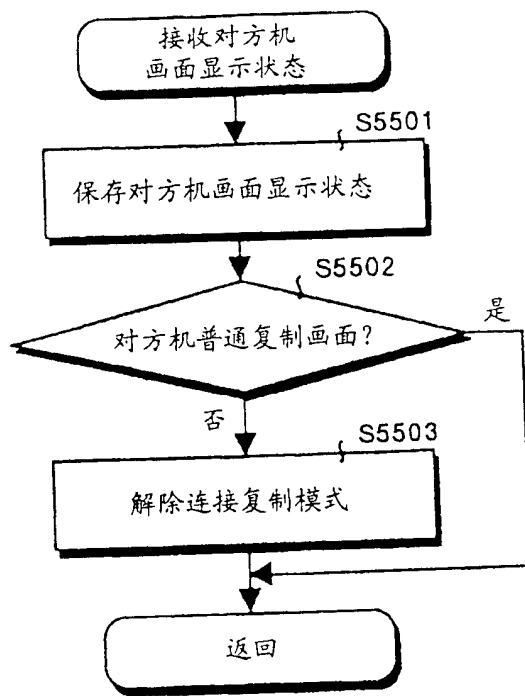 接收对方机
画面显示状态
S5501
保存对方机画面显示状态
S5502
对方机普通复制画面?
是
否
S5503
解除连接复制模式
返回